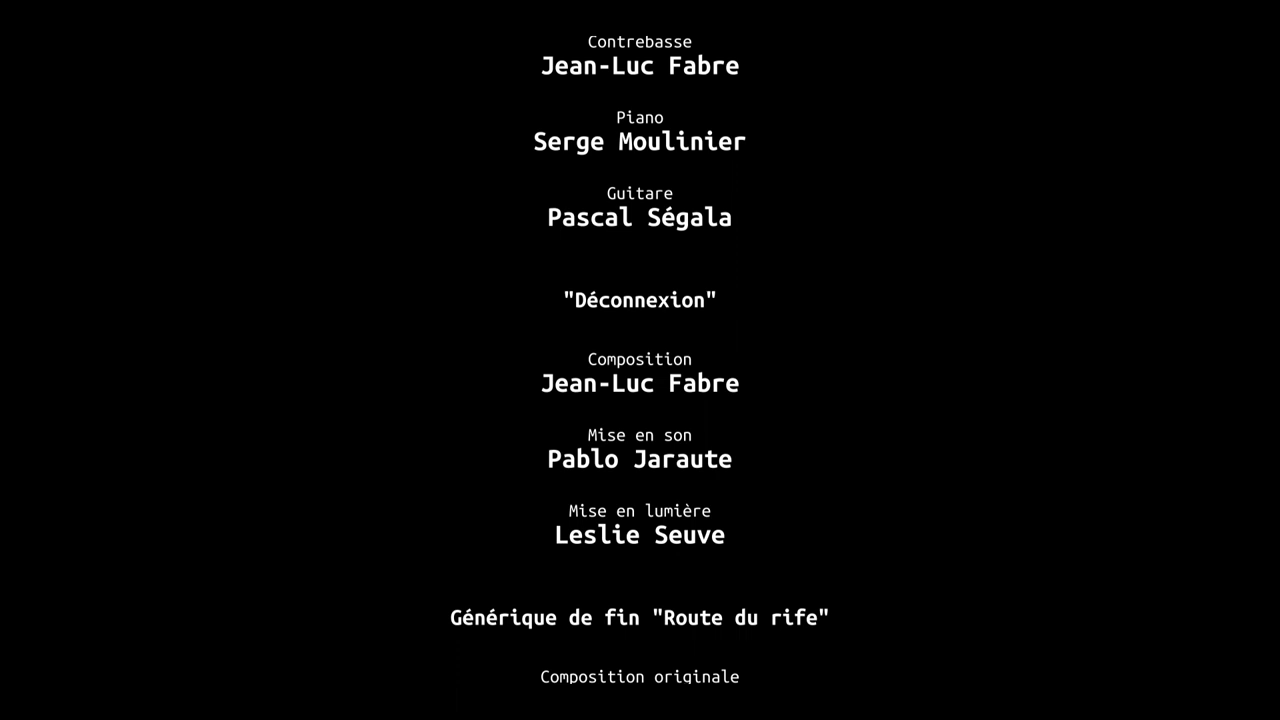 Contrebasse
Jean-Luc Fabre
Piano
Serge Moulinier
Guitare
Pascal Ségala
"Déconnexion"
Composition
Jean-Luc Fabre
Mise en son
Pablo Jaraute
Mise en lumière
Leslie Seuve
Générique de fin "Route du rife"
Composition originale